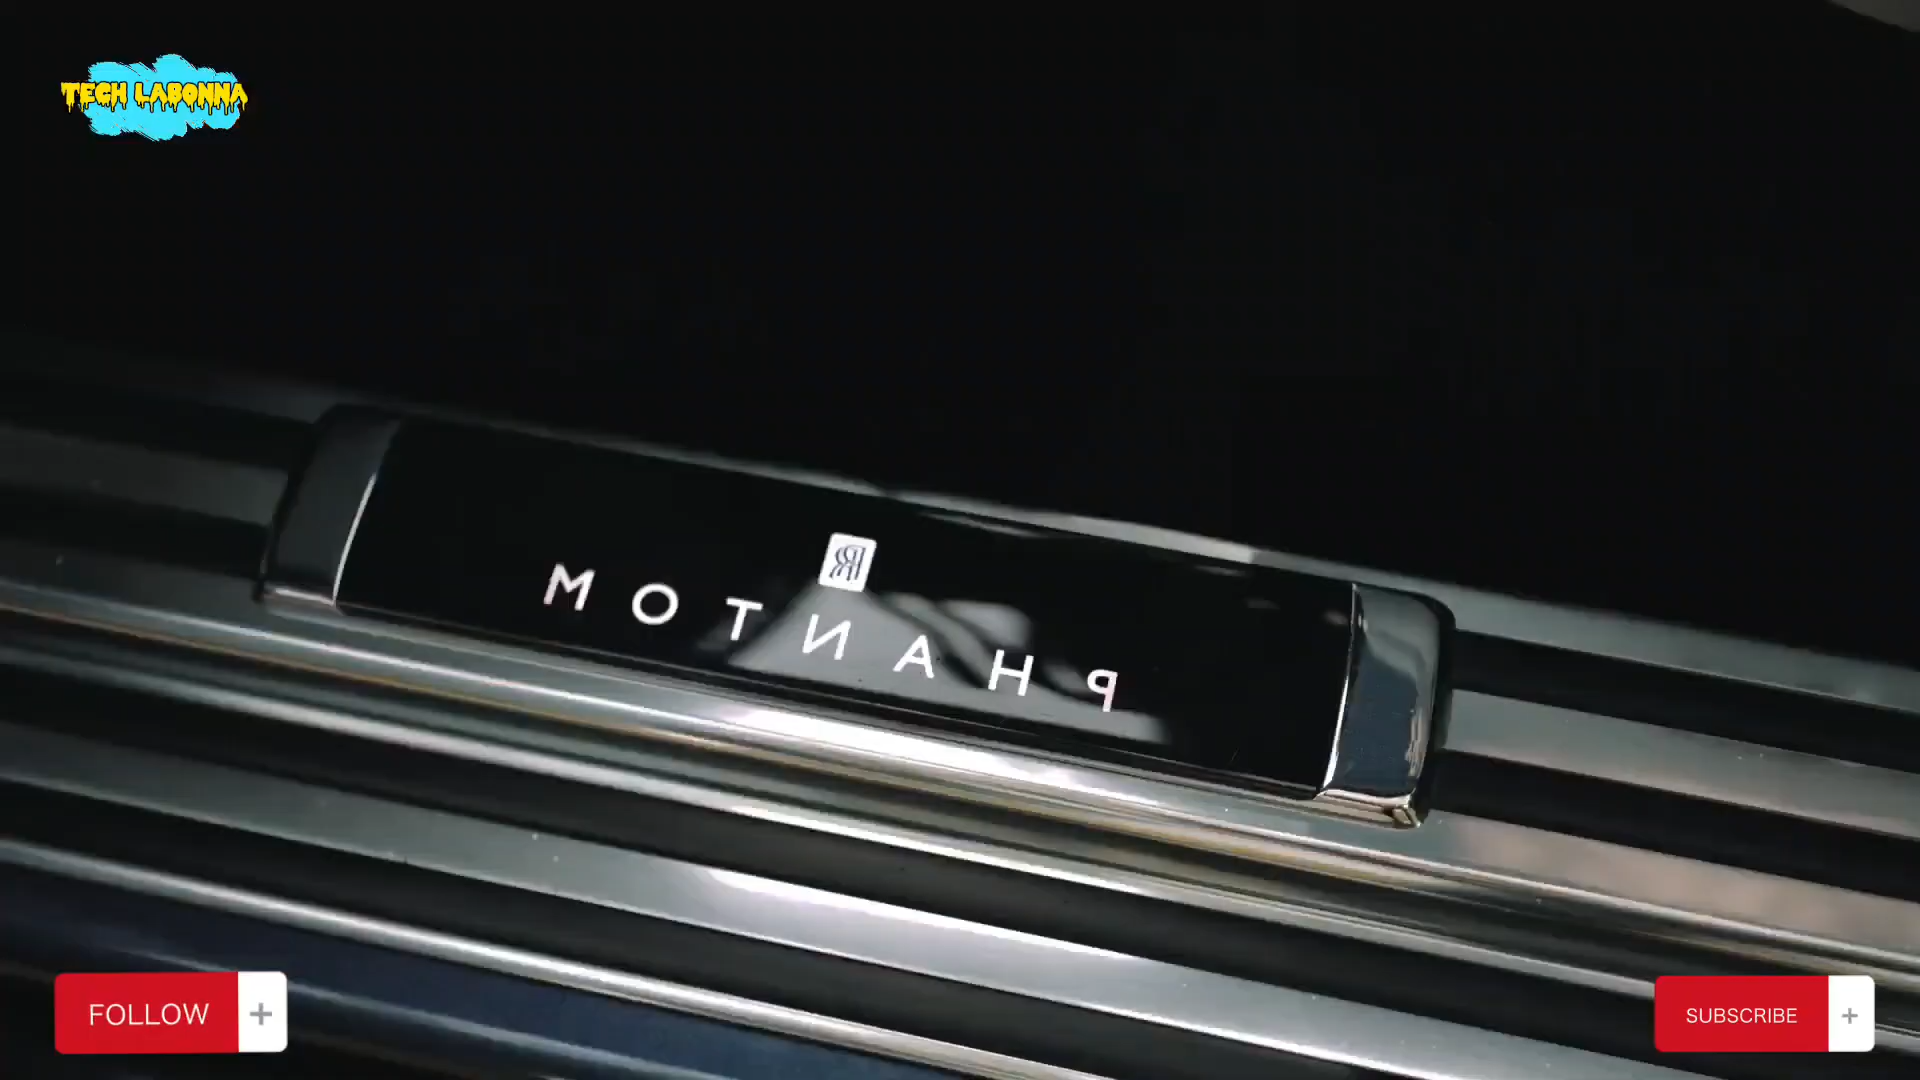 TECH LABONNA
RR
PHANTOM
FOLLOW +
SUBSCRIBE +